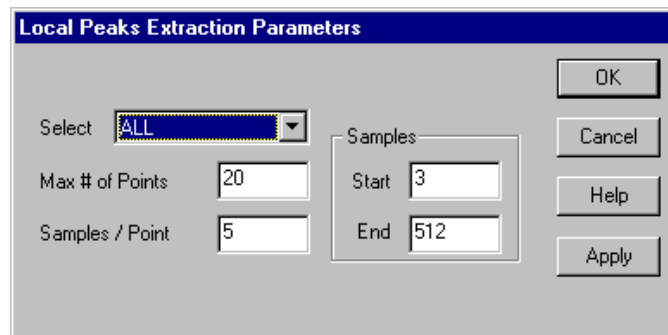 Local Peaks Extraction Parameters
Select ALL
Max # of Points 20
Samples / Point 5
Samples
Start 3
End 512
OK
Cancel
Help
Apply